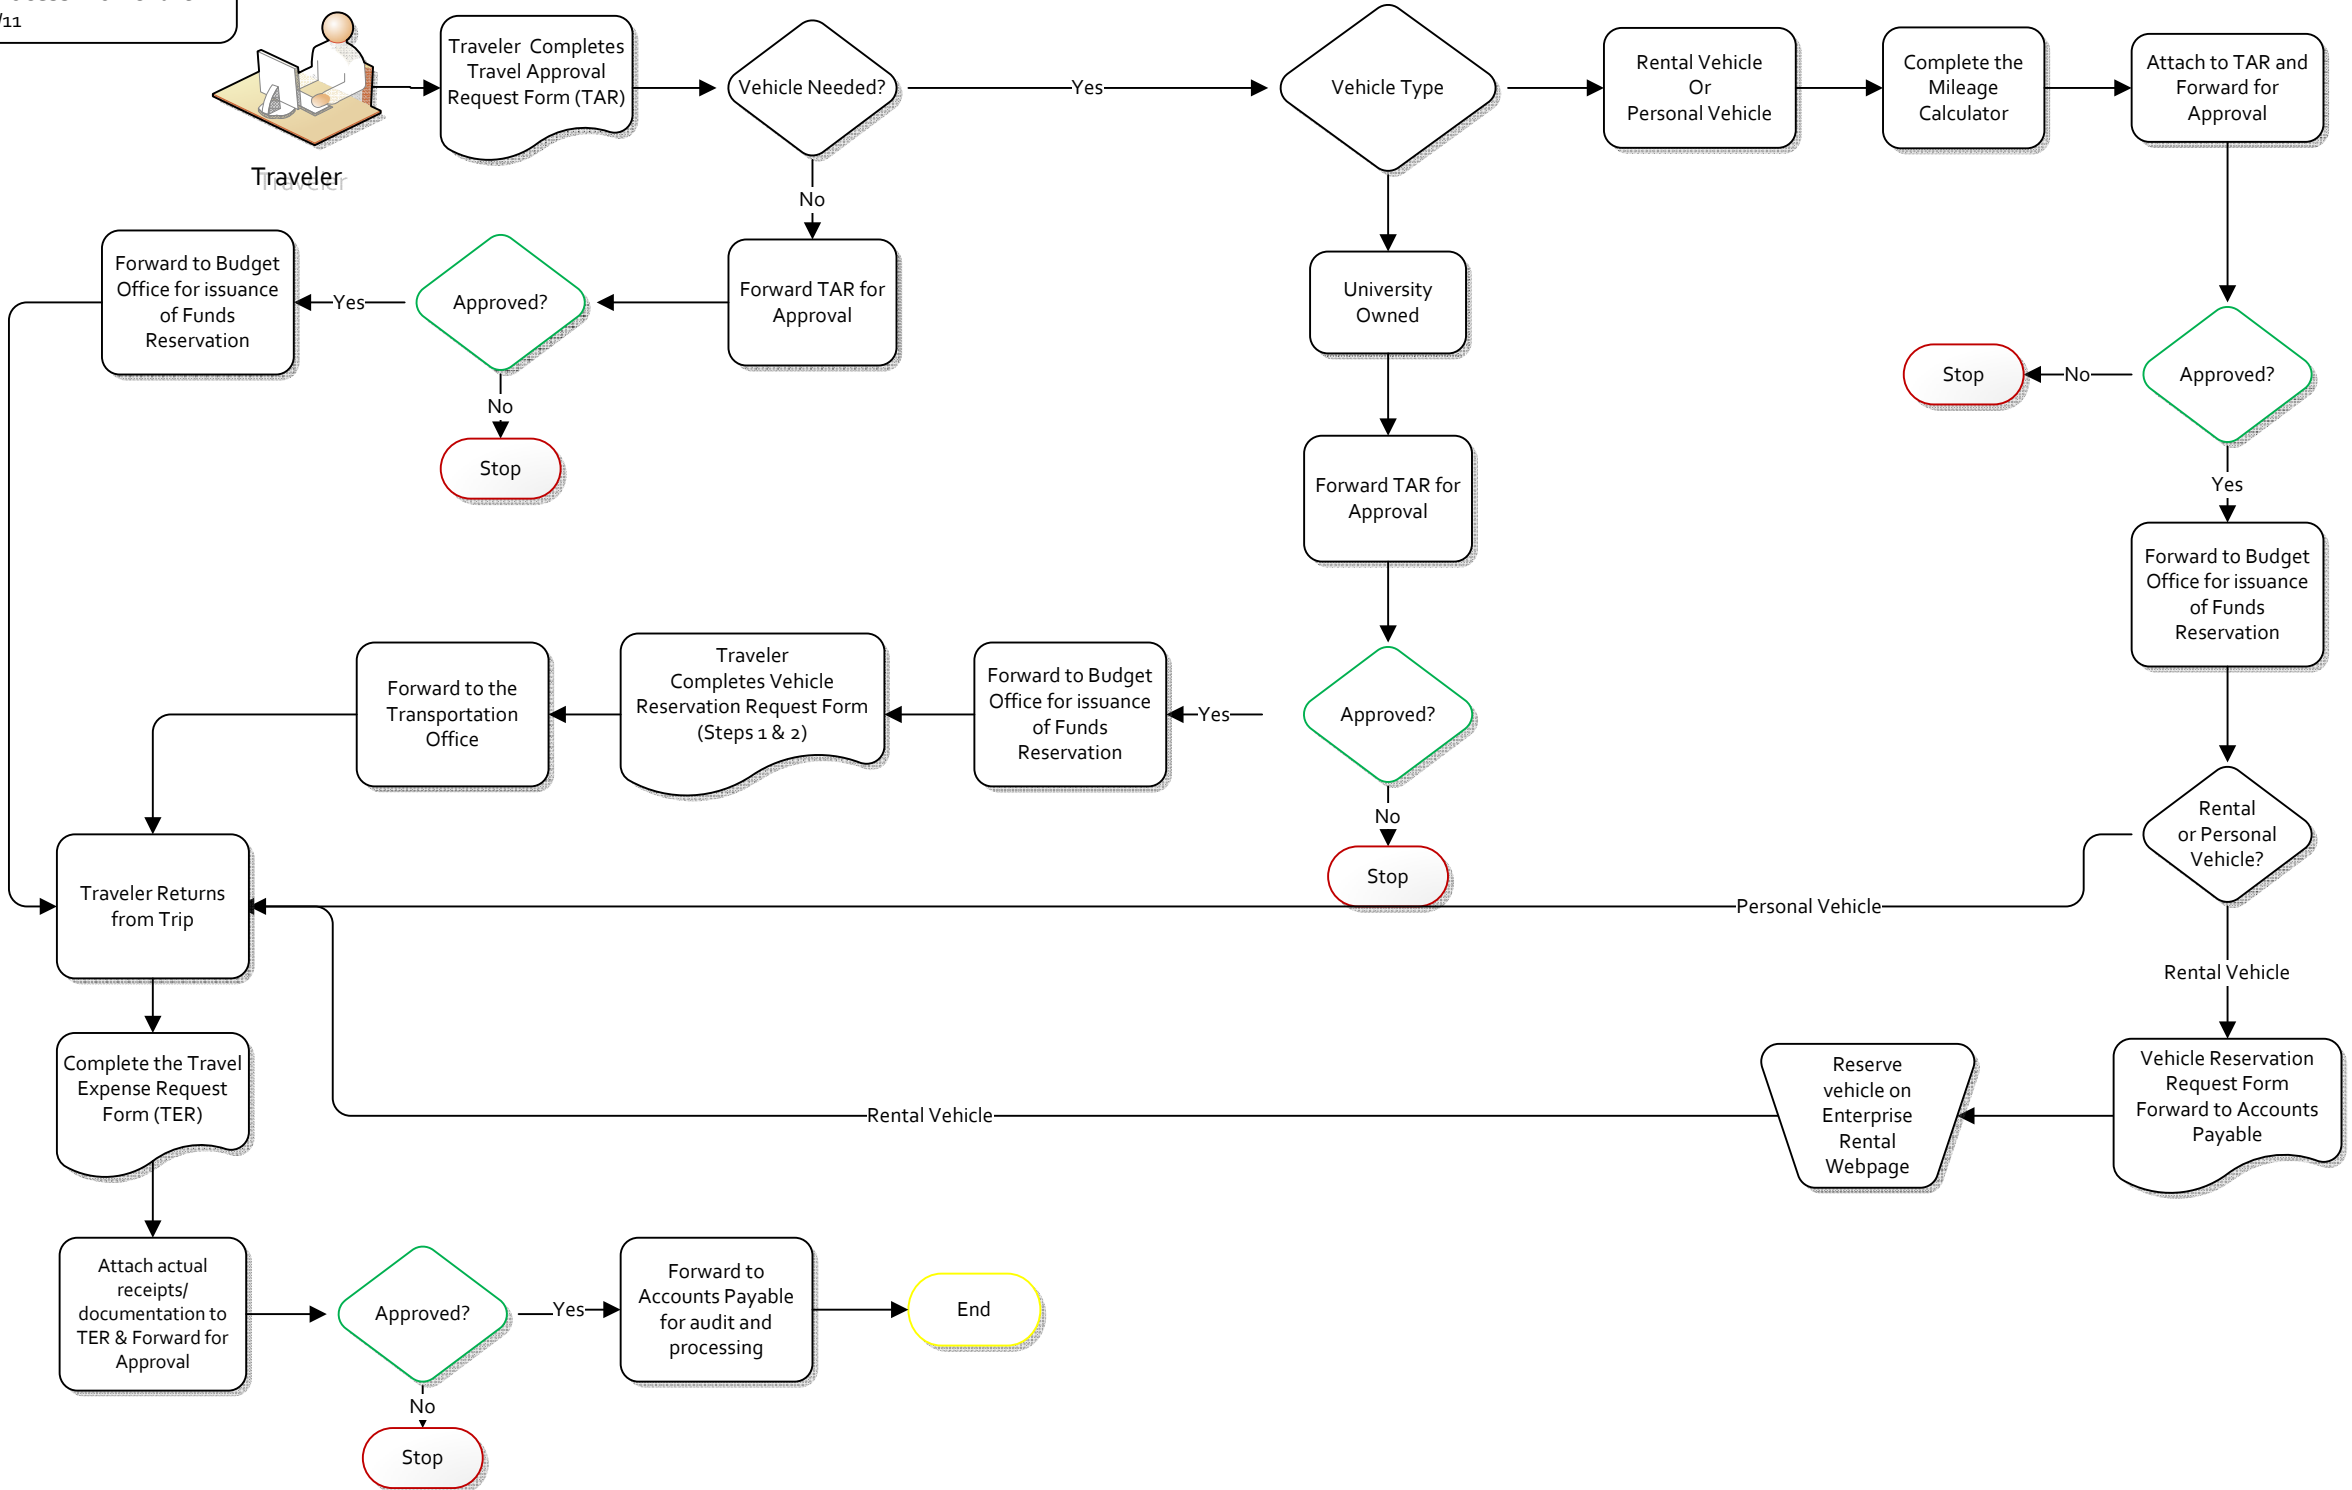 /11
Traveler
Traveler Completes
Travel Approval
Request Form (TAR)
Vehicle Needed?
Yes
Vehicle Type
Rental Vehicle
Or
Personal Vehicle
Complete the
Mileage
Calculator
Attach to TAR and
Forward for
Approval
No
Forward to Budget
Office for issuance
of Funds
Reservation
Yes
Approved?
Forward TAR for
Approval
No
Stop
University
Owned
Stop
No
Approved?
Yes
Forward TAR for
Approval
Forward to Budget
Office for issuance
of Funds
Reservation
Forward to the
Transportation
Office
Traveler
Completes Vehicle
Reservation Request Form
(Steps 1 & 2)
Forward to Budget
Office for issuance
of Funds
Reservation
Yes
Approved?
No
Stop
Rental
or Personal
Vehicle?
Traveler Returns
from Trip
Personal Vehicle
Rental Vehicle
Complete the Travel
Expense Request
Form (TER)
Rental Vehicle
Reserve
vehicle on
Enterprise
Rental
Webpage
Vehicle Reservation
Request Form
Forward to Accounts
Payable
Attach actual
receipts/
documentation to
TER & Forward for
Approval
Approved?
Yes
Forward to
Accounts Payable
for audit and
processing
End
No
Stop